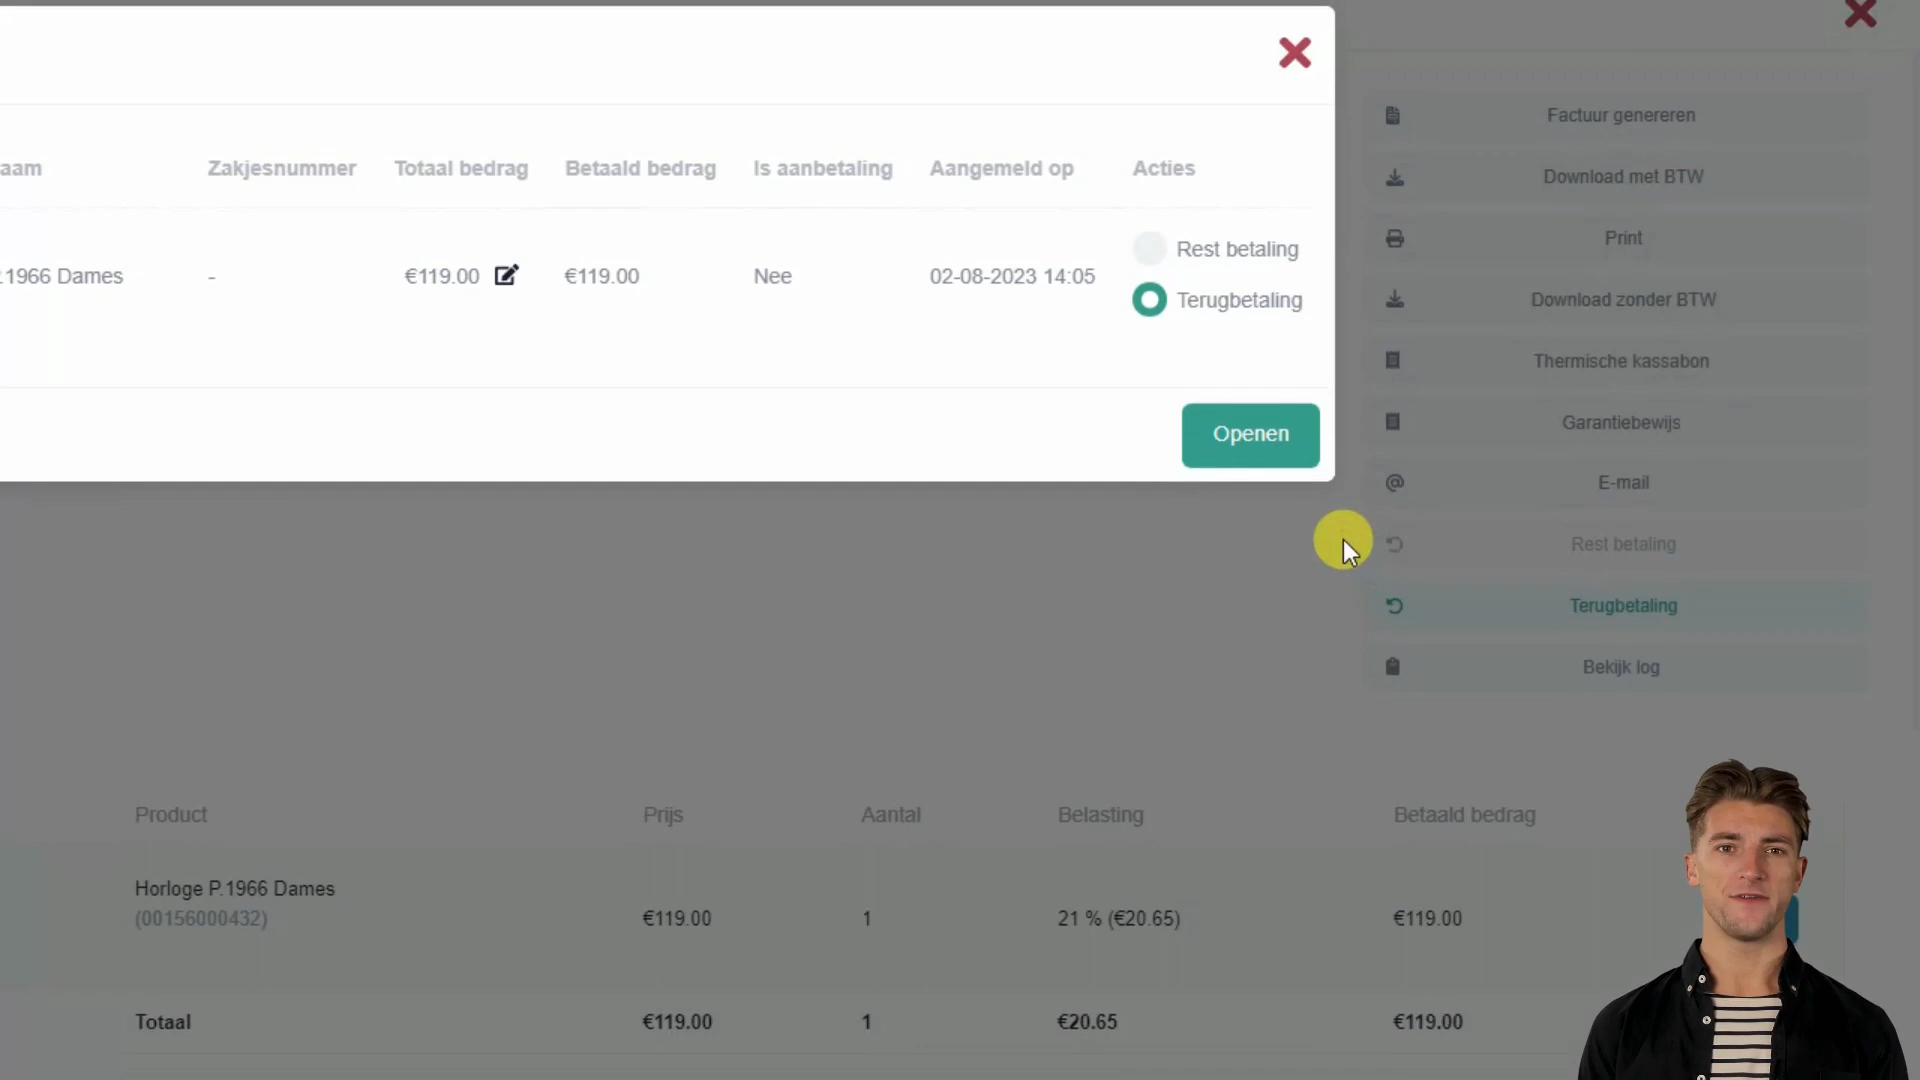 aam Zakjesnummer Totaal bedrag Betaald bedrag Is aanbetaling Aangemeld op Acties
.1966 Dames - €119.00 €119.00 Nee 02-08-2023 14:05
Rest betaling
Terugbetaling
Openen
Factuur genereren
Download met BTW
Print
Download zonder BTW
Thermische kassabon
Garantiebewijs
E-mail
Rest betaling
Terugbetaling
Bekijk log
Product Prijs Aantal Belasting Betaald bedrag
Horloge P.1966 Dames
(00156000432) €119.00 1 21 % (€20.65) €119.00
Totaal €119.00 1 €20.65 €119.00